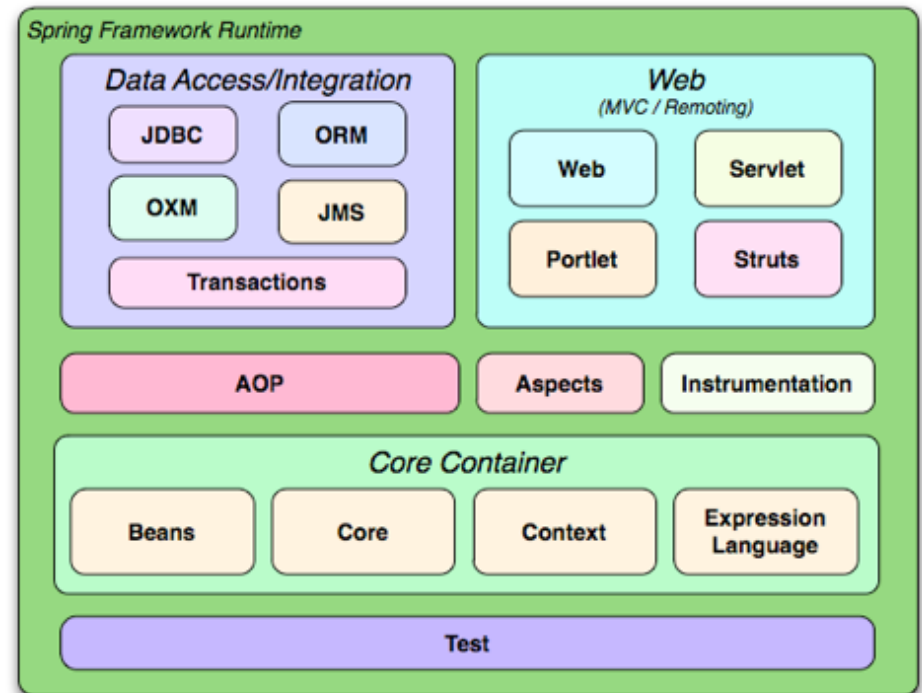 Spring Framework Runtime
Data Access/Integration
JDBC
ORM
OXM
JMS
Transactions
Web
(MVC / Remoting)
Web
Servlet
Portlet
Struts
AOP
Aspects
Instrumentation
Core Container
Beans
Core
Context
Expression
Language
Test